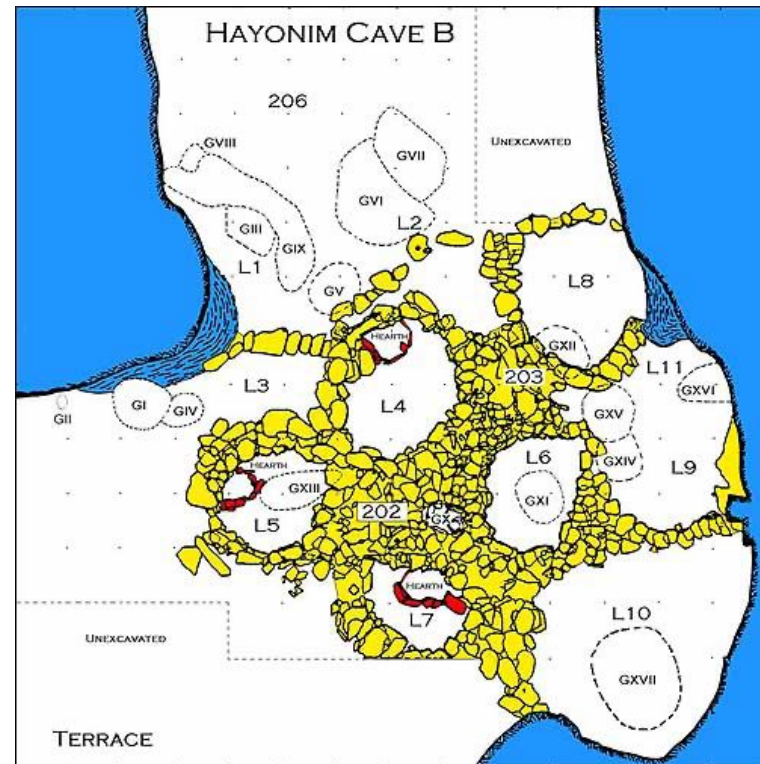 HAYONIM CAVE B
206
UNEXCAVATED
GVIII
GVII
GVI
GIII
L2
GIX
L1
L8
GV
HEARTH
GXII
203
L11
GXVI
L3
L4
GI
GIV
GII
GXV
L6
HEARTH
GXIV
L9
GXIII
GXI
202
GX
L5
HEARTH
L7
L10
UNEXCAVATED
GXVII
TERRACE